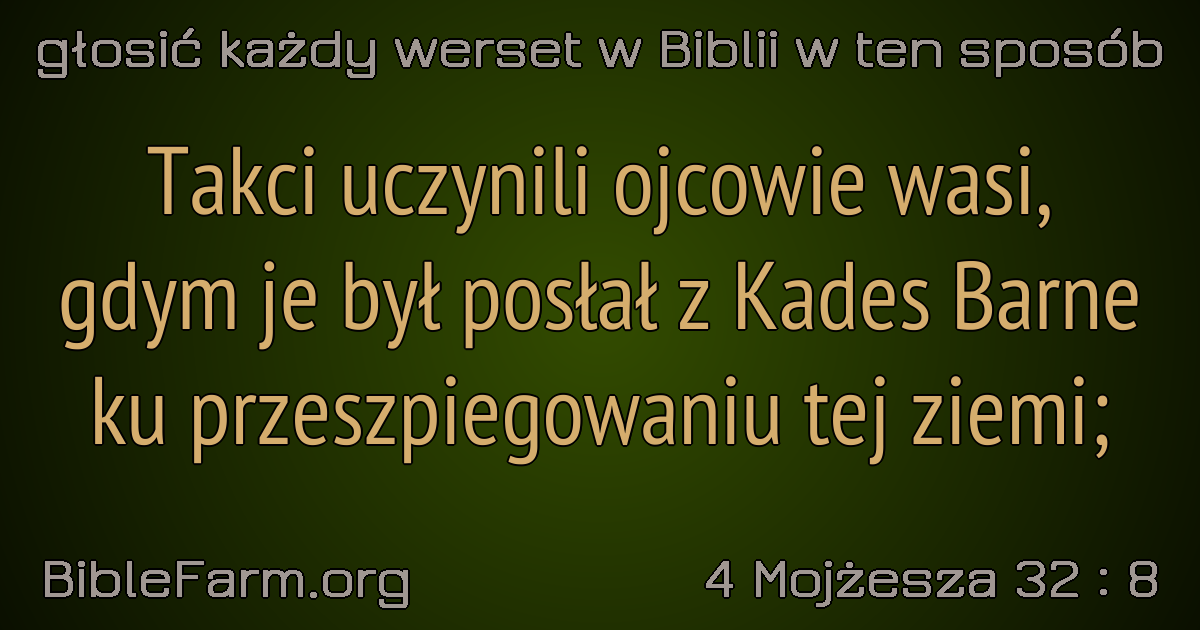 głosić każdy werset w Biblii w ten sposób
Takci uczynili ojcowie wasi,
gdym je był posłał z Kades Barne
ku przeszpiegowaniu tej ziemi;
BibleFarm.org
4 Mojżesza 32 : 8